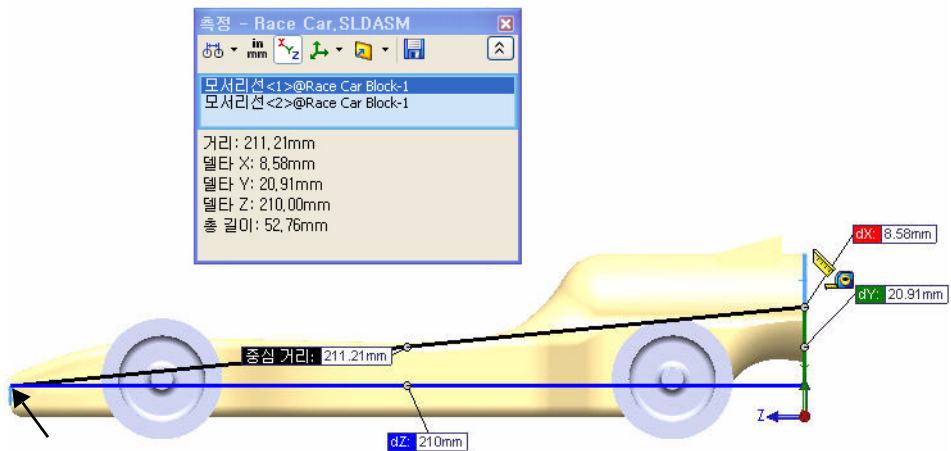 측정 - Race Car.SLDASM
in
mm
X
Y
Z
모서리선<1>@Race Car Block-1
모서리선<2>@Race Car Block-1
거리: 211.21mm
델타 X: 8.58mm
델타 Y: 20.91mm
델타 Z: 210.00mm
총 길이: 52.76mm
dX: 8.58mm
dY: 20.91mm
중심 거리: 211.21mm
Z
dZ: 210mm